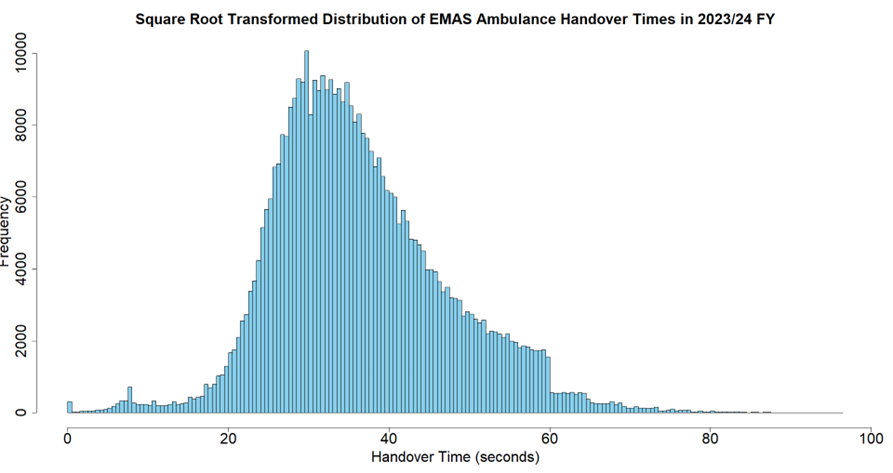 Square Root Transformed Distribution of EMAS Ambulance Handover Times in 2023/24 FY
Frequency
10000
8000
6000
4000
2000
0
0 20 40 60 80 100
Handover Time (seconds)